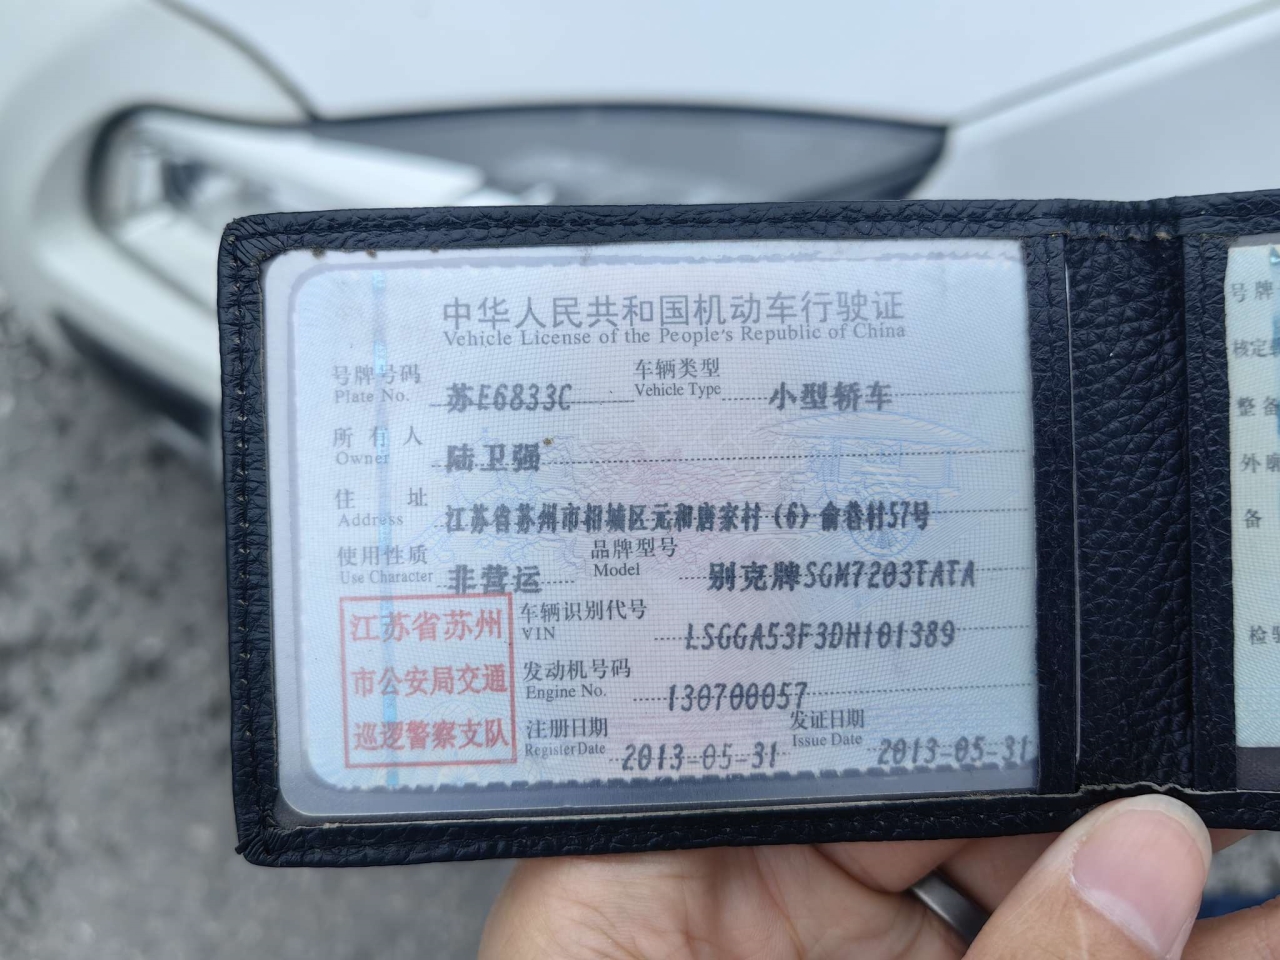 中华人民共和国机动车行驶证
Vehicle License of the People's Republic of China
号牌号码 苏E6833C 车辆类型 小型轿车
Plate No. Vehicle Type
所有人 陆卫强
Owner
住址 江苏省苏州市相城区元和唐家村(6)俞巷村57号
Address
使用性质 非营运 品牌型号 别克牌SGM7203TATA
Use Character Model
车辆识别代号 LSGGA53F3DH101389
VIN
发动机号码 130700057
Engine No.
注册日期 2013-05-31 发证日期 2013-05-31
Register Date Issue Date
江苏省苏州
市公安局交通
巡逻警察支队
号牌
核定
整备
外廓
备
检验